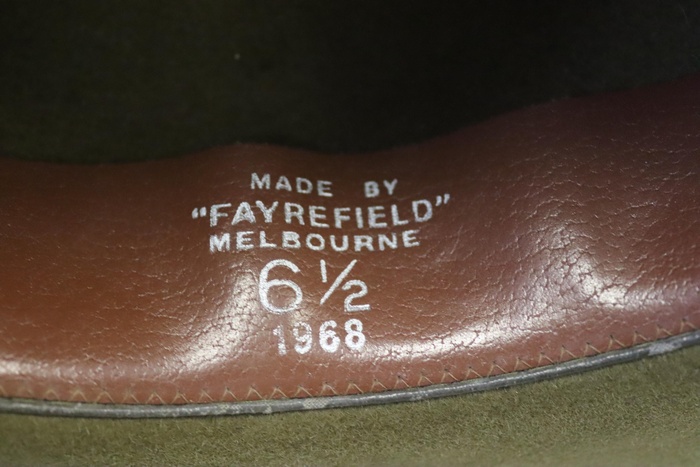 MADE BY
"FAYREFIELD"
MELBOURNE
6 1/2
1968